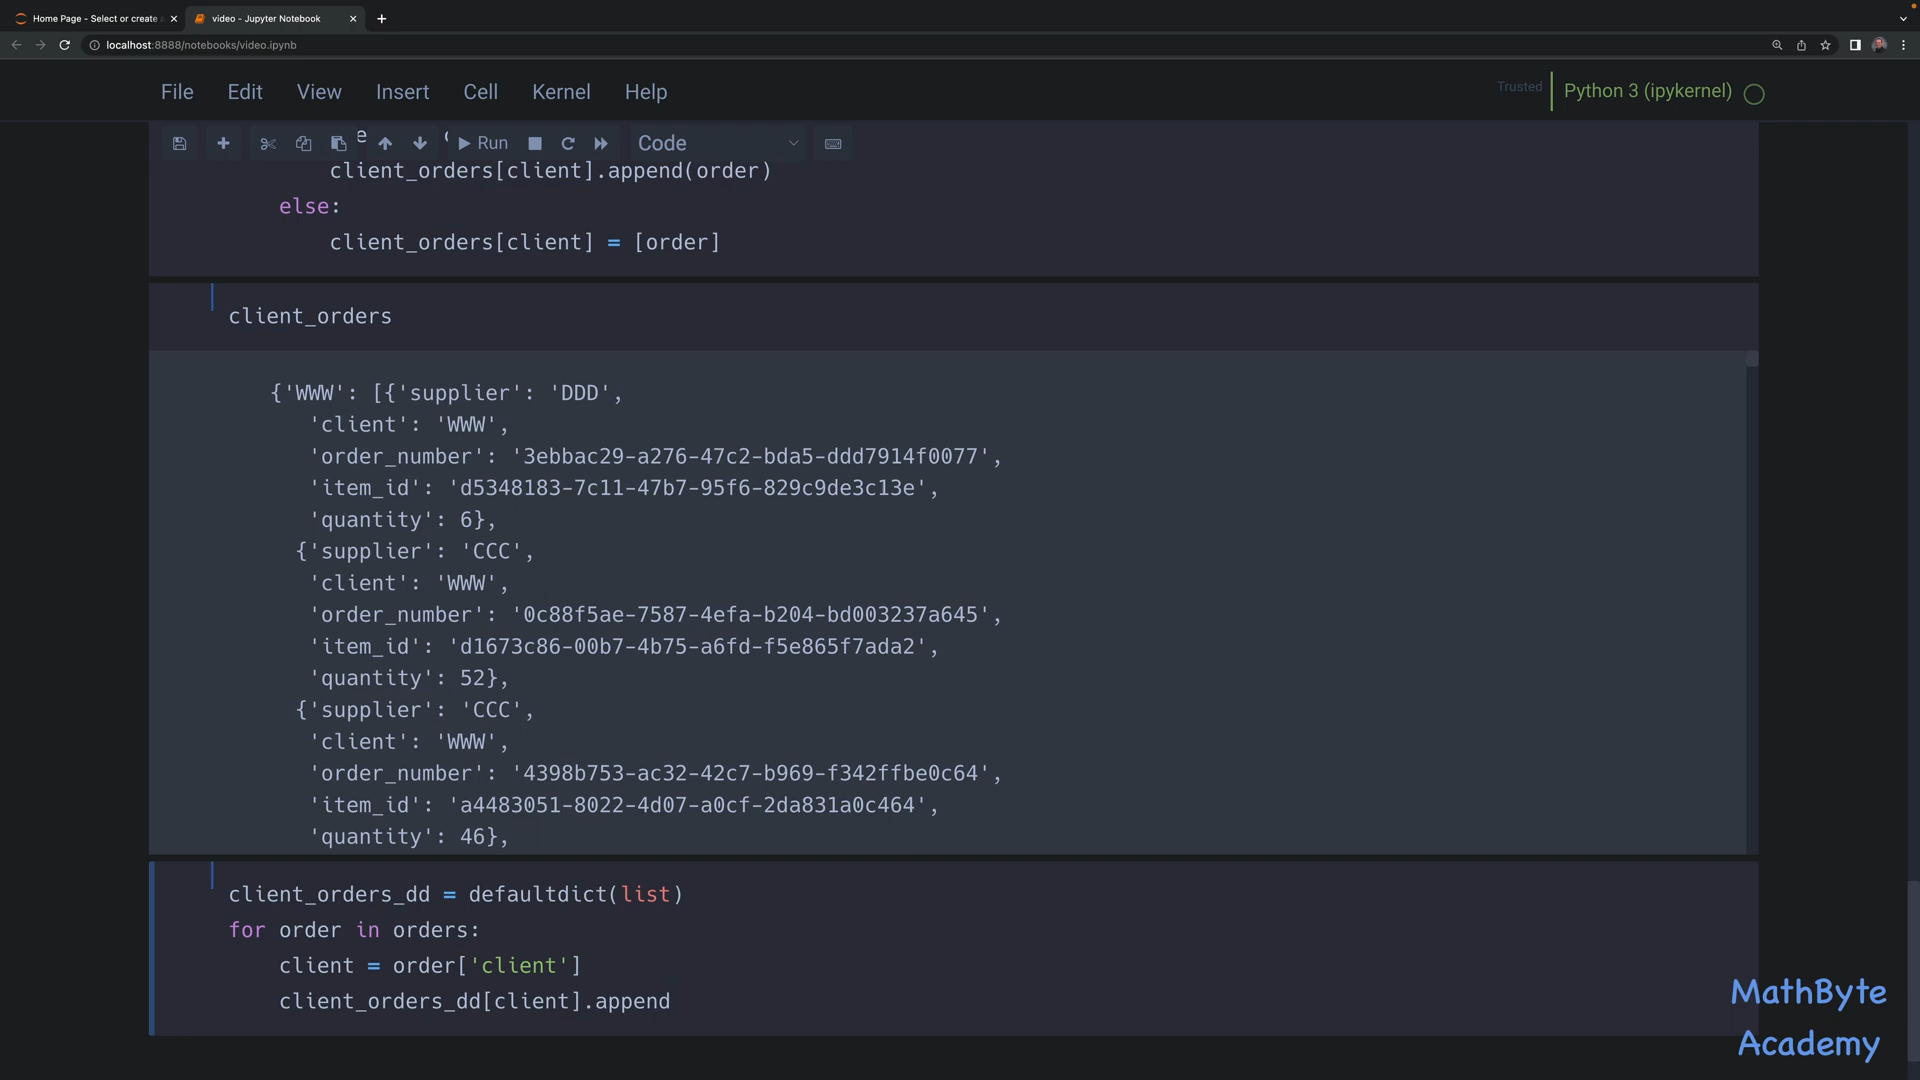 Home Page - Select or create
video - Jupyter Notebook
localhost:8888/notebooks/video.ipynb
File Edit View Insert Cell Kernel Help
Trusted
Python 3 (ipykernel)
Run
Code
client_orders[client].append(order)
else:
client_orders[client] = [order]
client_orders
{'WWW': [{'supplier': 'DDD',
'client': 'WWW',
'order_number': '3ebbac29-a276-47c2-bda5-ddd7914f0077',
'item_id': 'd5348183-7c11-47b7-95f6-829c9de3c13e',
'quantity': 6},
{'supplier': 'CCC',
'client': 'WWW',
'order_number': '0c88f5ae-7587-4efa-b204-bd003237a645',
'item_id': 'd1673c86-00b7-4b75-a6fd-f5e865f7ada2',
'quantity': 52},
{'supplier': 'CCC',
'client': 'WWW',
'order_number': '4398b753-ac32-42c7-b969-f342ffbe0c64',
'item_id': 'a4483051-8022-4d07-a0cf-2da831a0c464',
'quantity': 46},
client_orders_dd = defaultdict(list)
for order in orders:
client = order['client']
client_orders_dd[client].append
MathByte
Academy